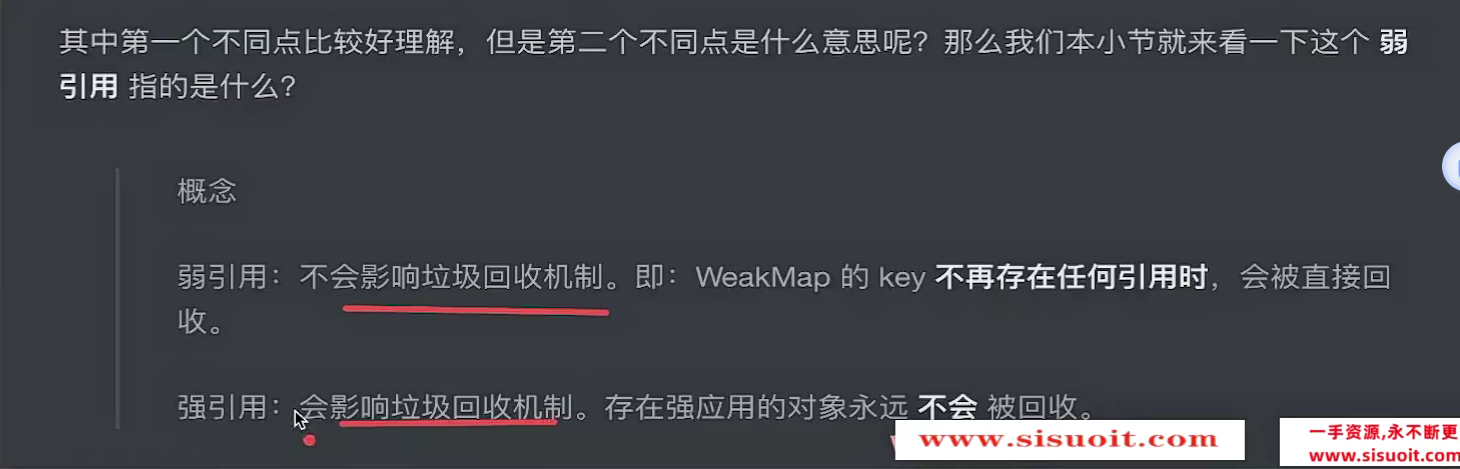 其中第一个不同点比较好理解，但是第二个不同点是什么意思呢？那么我们本小节就来看一下这个 弱
引用 指的是什么？
概念
弱引用：不会影响垃圾回收机制。即：WeakMap 的 key 不再存在任何引用时，会被直接回
收。
强引用：会影响垃圾回收机制。存在强应用的对象永远 不会 被回收。
www.sisuoit.com
一手资源,永不断更
www.sisuoit.com